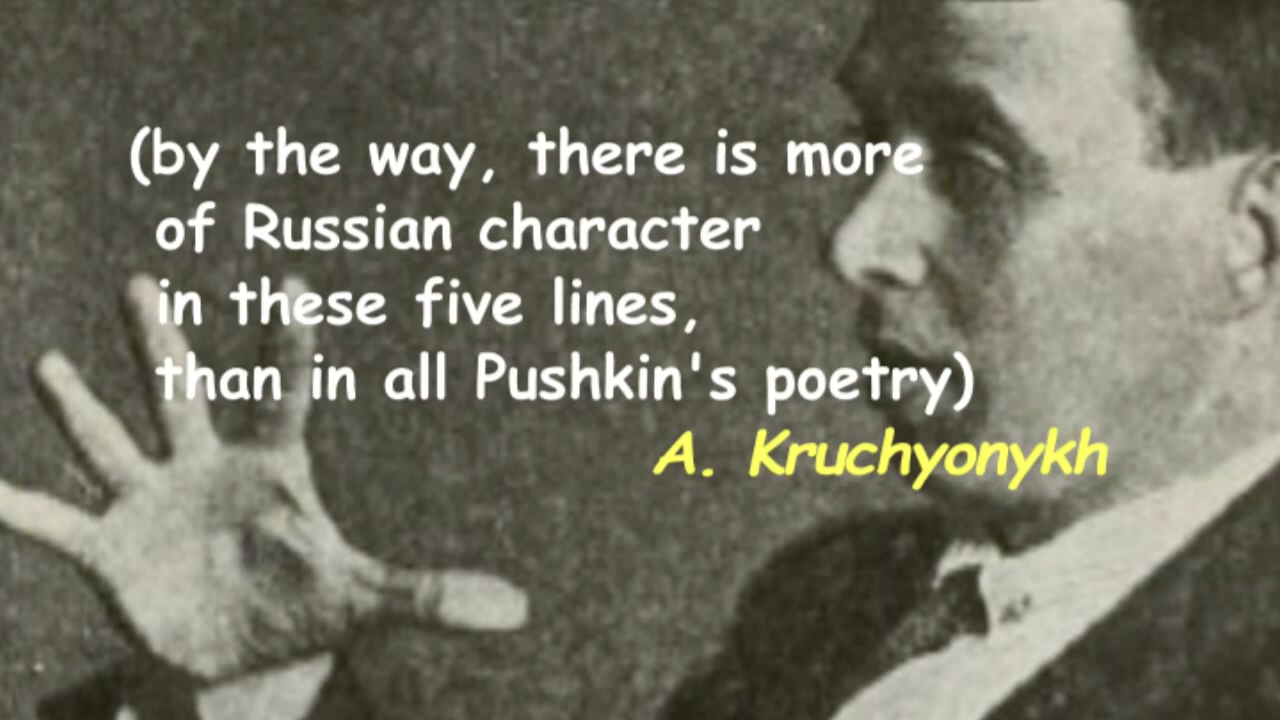 (by the way, there is more
of Russian character
in these five lines,
than in all Pushkin's poetry)
A. Kruchyonykh